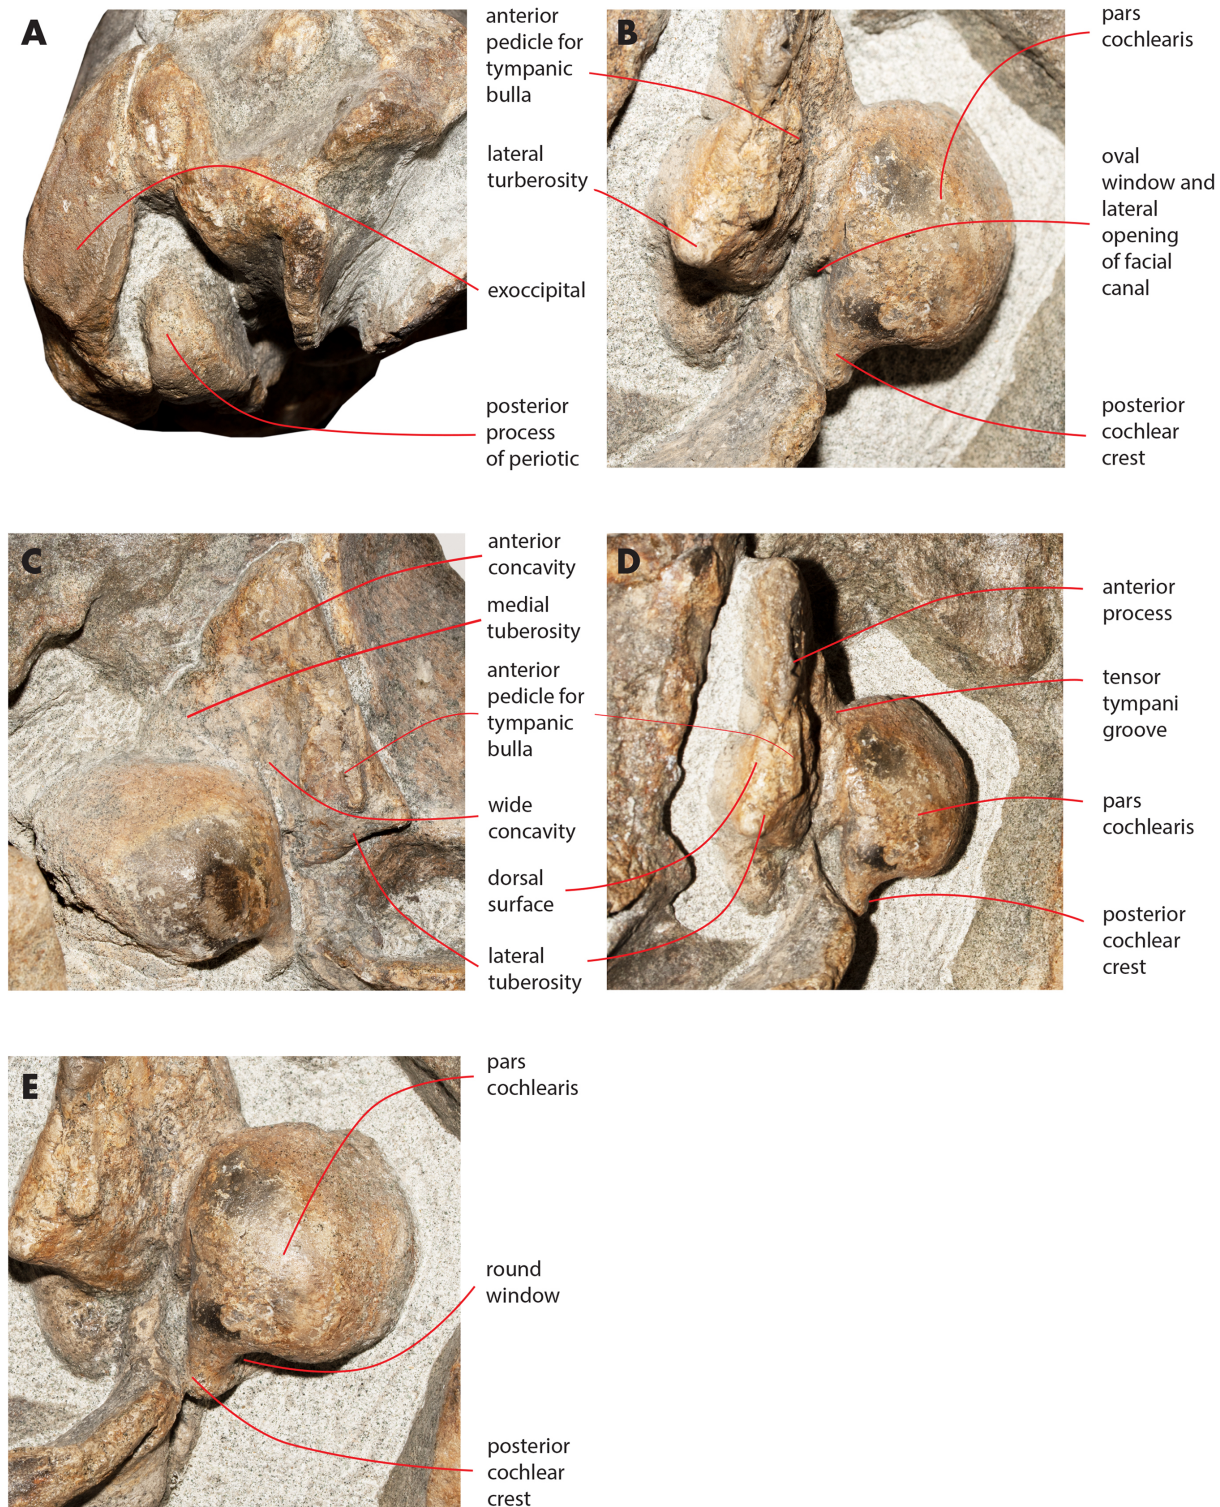 A
anterior
pedicle for
tympanic
bulla
lateral
turberosity
exoccipital
posterior
process
of periotic
B
pars
cochlearis
oval
window and
lateral
opening
of facial
canal
posterior
cochlear
crest
C
anterior
concavity
medial
tuberosity
anterior
pedicle for
tympanic
bulla
wide
concavity
dorsal
surface
lateral
tuberosity
D
anterior
process
tensor
tympani
groove
pars
cochlearis
posterior
cochlear
crest
E
pars
cochlearis
round
window
posterior
cochlear
crest